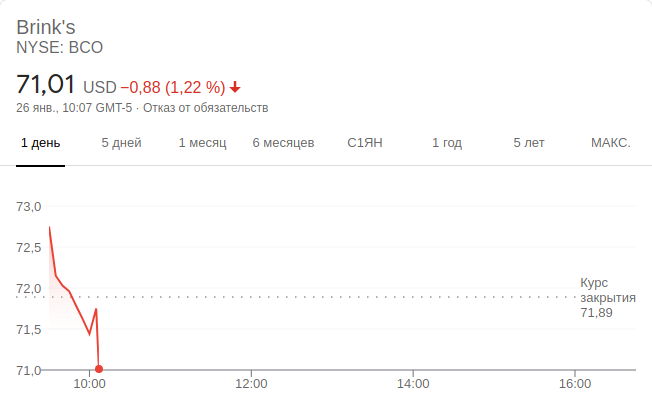 Brink's
NYSE: BCO
71,01 USD −0,88 (1,22 %)
26 янв., 10:07 GMT-5 · Отказ от обязательств
1 день 5 дней 1 месяц 6 месяцев С1ЯН 1 год 5 лет МАКС.
73,0
72,5
72,0
71,5
71,0
Курс
закрытия
71,89
10:00 12:00 14:00 16:00